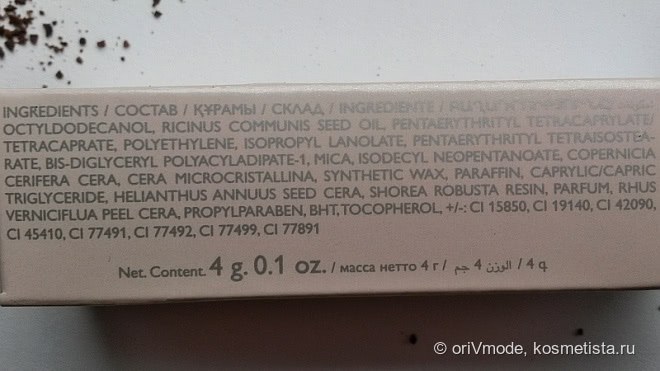 INGREDIENTS / СОСТАВ / ҚҰРАМЫ / СКЛАД / INGREDIENTE /
OCTYLDODECANOL, RICINUS COMMUNIS SEED OIL, PENTAERYTHRITYL TETRACAPRYLATE/
TETRACAPRATE, POLYETHYLENE, ISOPROPYL LANOLATE, PENTAERYTHRITYL TETRAISOSTEA-
RATE, BIS-DIGLYCERYL POLYACYLADIPATE-1, MICA, ISODECYL NEOPENTANOATE, COPERNICIA
CERIFERA CERA, CERA MICROCRISTALLINA, SYNTHETIC WAX, PARAFFIN, CAPRYLIC/CAPRIC
TRIGLYCERIDE, HELIANTHUS ANNUUS SEED CERA, SHOREA ROBUSTA RESIN, PARFUM, RHUS
VERNICIFLUA PEEL CERA, PROPYLPARABEN, BHT, TOCOPHEROL, +/-: CI 15850, CI 19140, CI 42090,
CI 45410, CI 77491, CI 77492, CI 77499, CI 77891
Net. Content. 4 g. 0.1 oz. / масса нетто 4 г / الوزن 4 جم / 4 գ
© oriVmode, kosmetista.ru